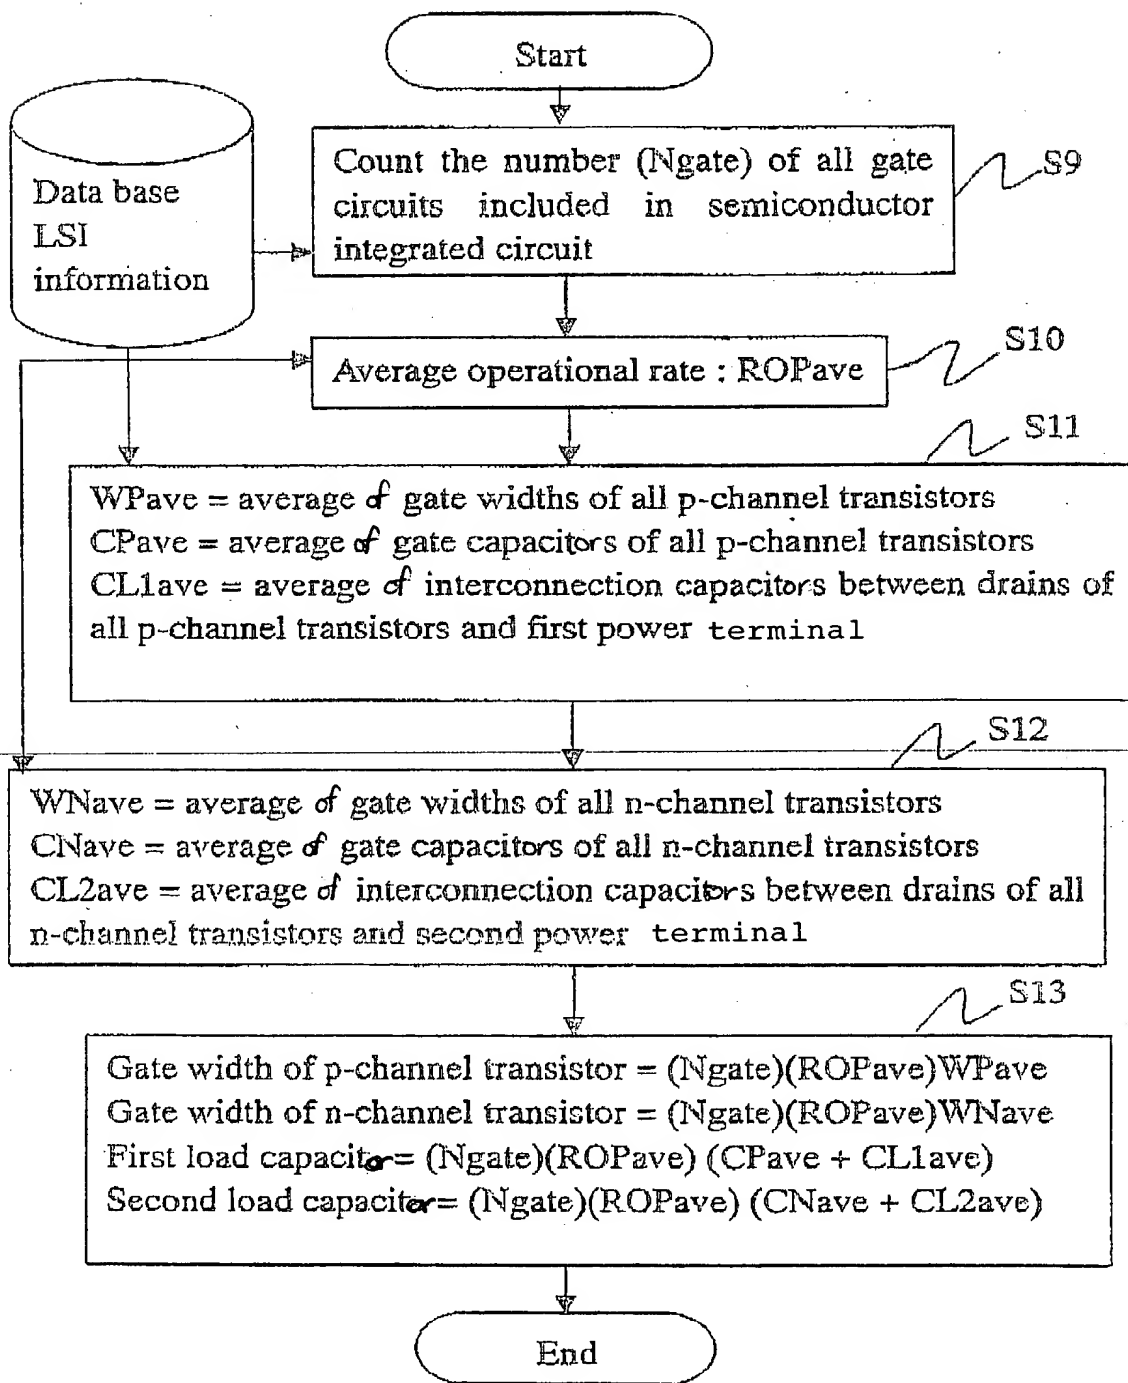 Start
Data base
LSI
information
Count the number (Ngate) of all gate
circuits included in semiconductor
integrated circuit
S9
Average operational rate : ROPave
S10
S11
WPave = average of gate widths of all p-channel transistors
CPave = average of gate capacitors of all p-channel transistors
CL1ave = average of interconnection capacitors between drains of
all p-channel transistors and first power terminal
S12
WNave = average of gate widths of all n-channel transistors
CNave = average of gate capacitors of all n-channel transistors
CL2ave = average of interconnection capacitors between drains of all
n-channel transistors and second power terminal
S13
Gate width of p-channel transistor = (Ngate)(ROPave)WPave
Gate width of n-channel transistor = (Ngate)(ROPave)WNave
First load capacitor= (Ngate)(ROPave) (CPave + CL1ave)
Second load capacitor= (Ngate)(ROPave) (CNave + CL2ave)
End